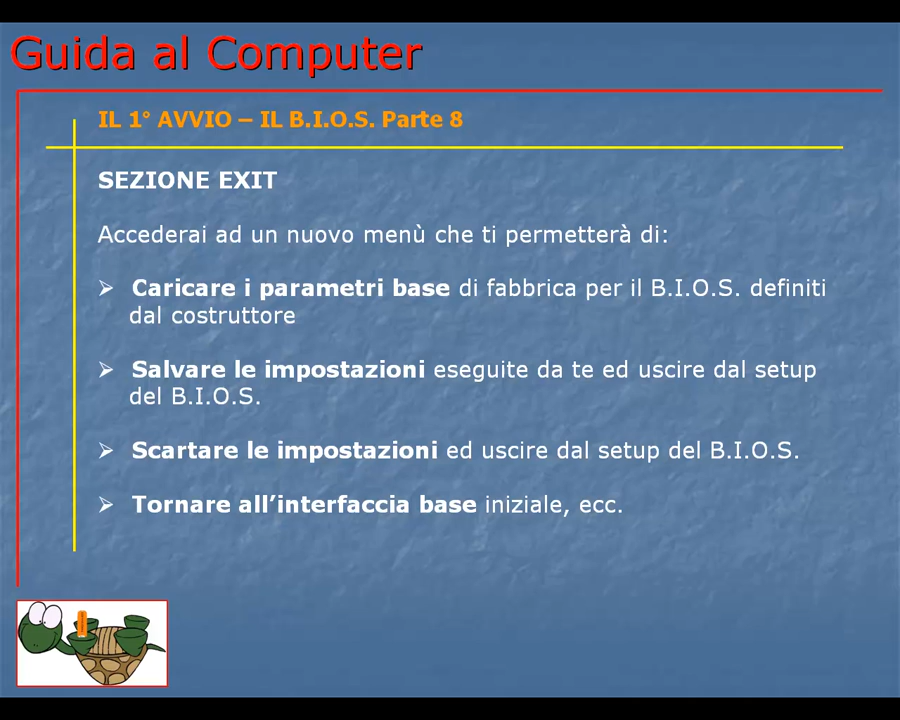 Guida al Computer
IL 1° AVVIO – IL B.I.O.S. Parte 8
SEZIONE EXIT
Accederai ad un nuovo menù che ti permetterà di:
➢ Caricare i parametri base di fabbrica per il B.I.O.S. definiti
dal costruttore
➢ Salvare le impostazioni eseguite da te ed uscire dal setup
del B.I.O.S.
➢ Scartare le impostazioni ed uscire dal setup del B.I.O.S.
➢ Tornare all’interfaccia base iniziale, ecc.